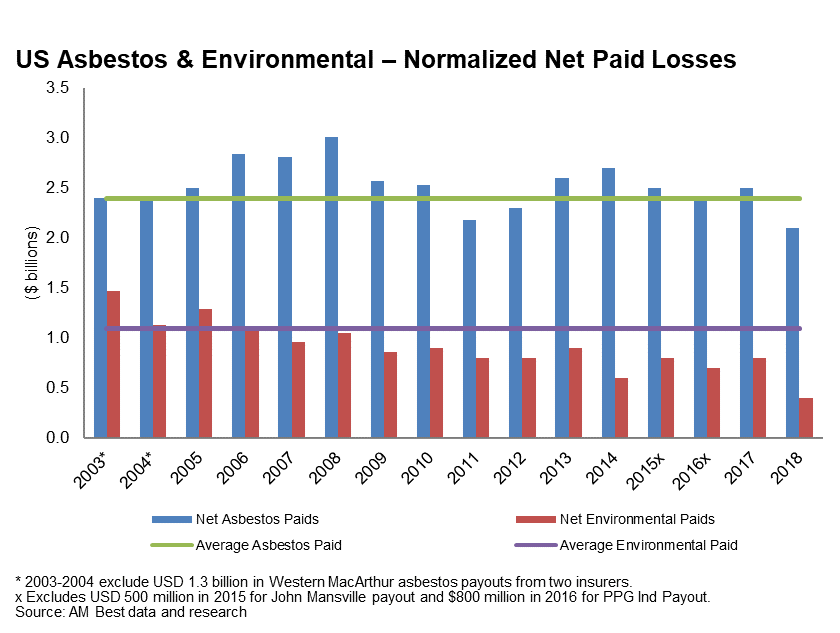 US Asbestos & Environmental – Normalized Net Paid Losses
3.5
3.0
2.5
2.0
1.5
1.0
0.5
0.0
($ billions)
2003* 2004* 2005 2006 2007 2008 2009 2010 2011 2012 2013 2014 2015x 2016x 2017 2018
Net Asbestos Paids Net Environmental Paids
Average Asbestos Paid Average Environmental Paid
* 2003-2004 exclude USD 1.3 billion in Western MacArthur asbestos payouts from two insurers.
x Excludes USD 500 million in 2015 for John Mansville payout and $800 million in 2016 for PPG Ind Payout.
Source: AM Best data and research